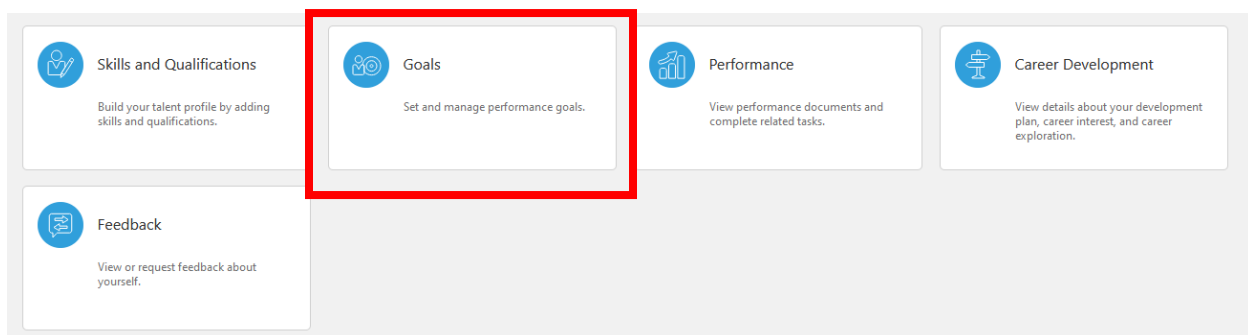 Skills and Qualifications
Build your talent profile by adding
skills and qualifications.
Goals
Set and manage performance goals.
Performance
View performance documents and
complete related tasks.
Career Development
View details about your development
plan, career interest, and career
exploration.
Feedback
View or request feedback about
yourself.